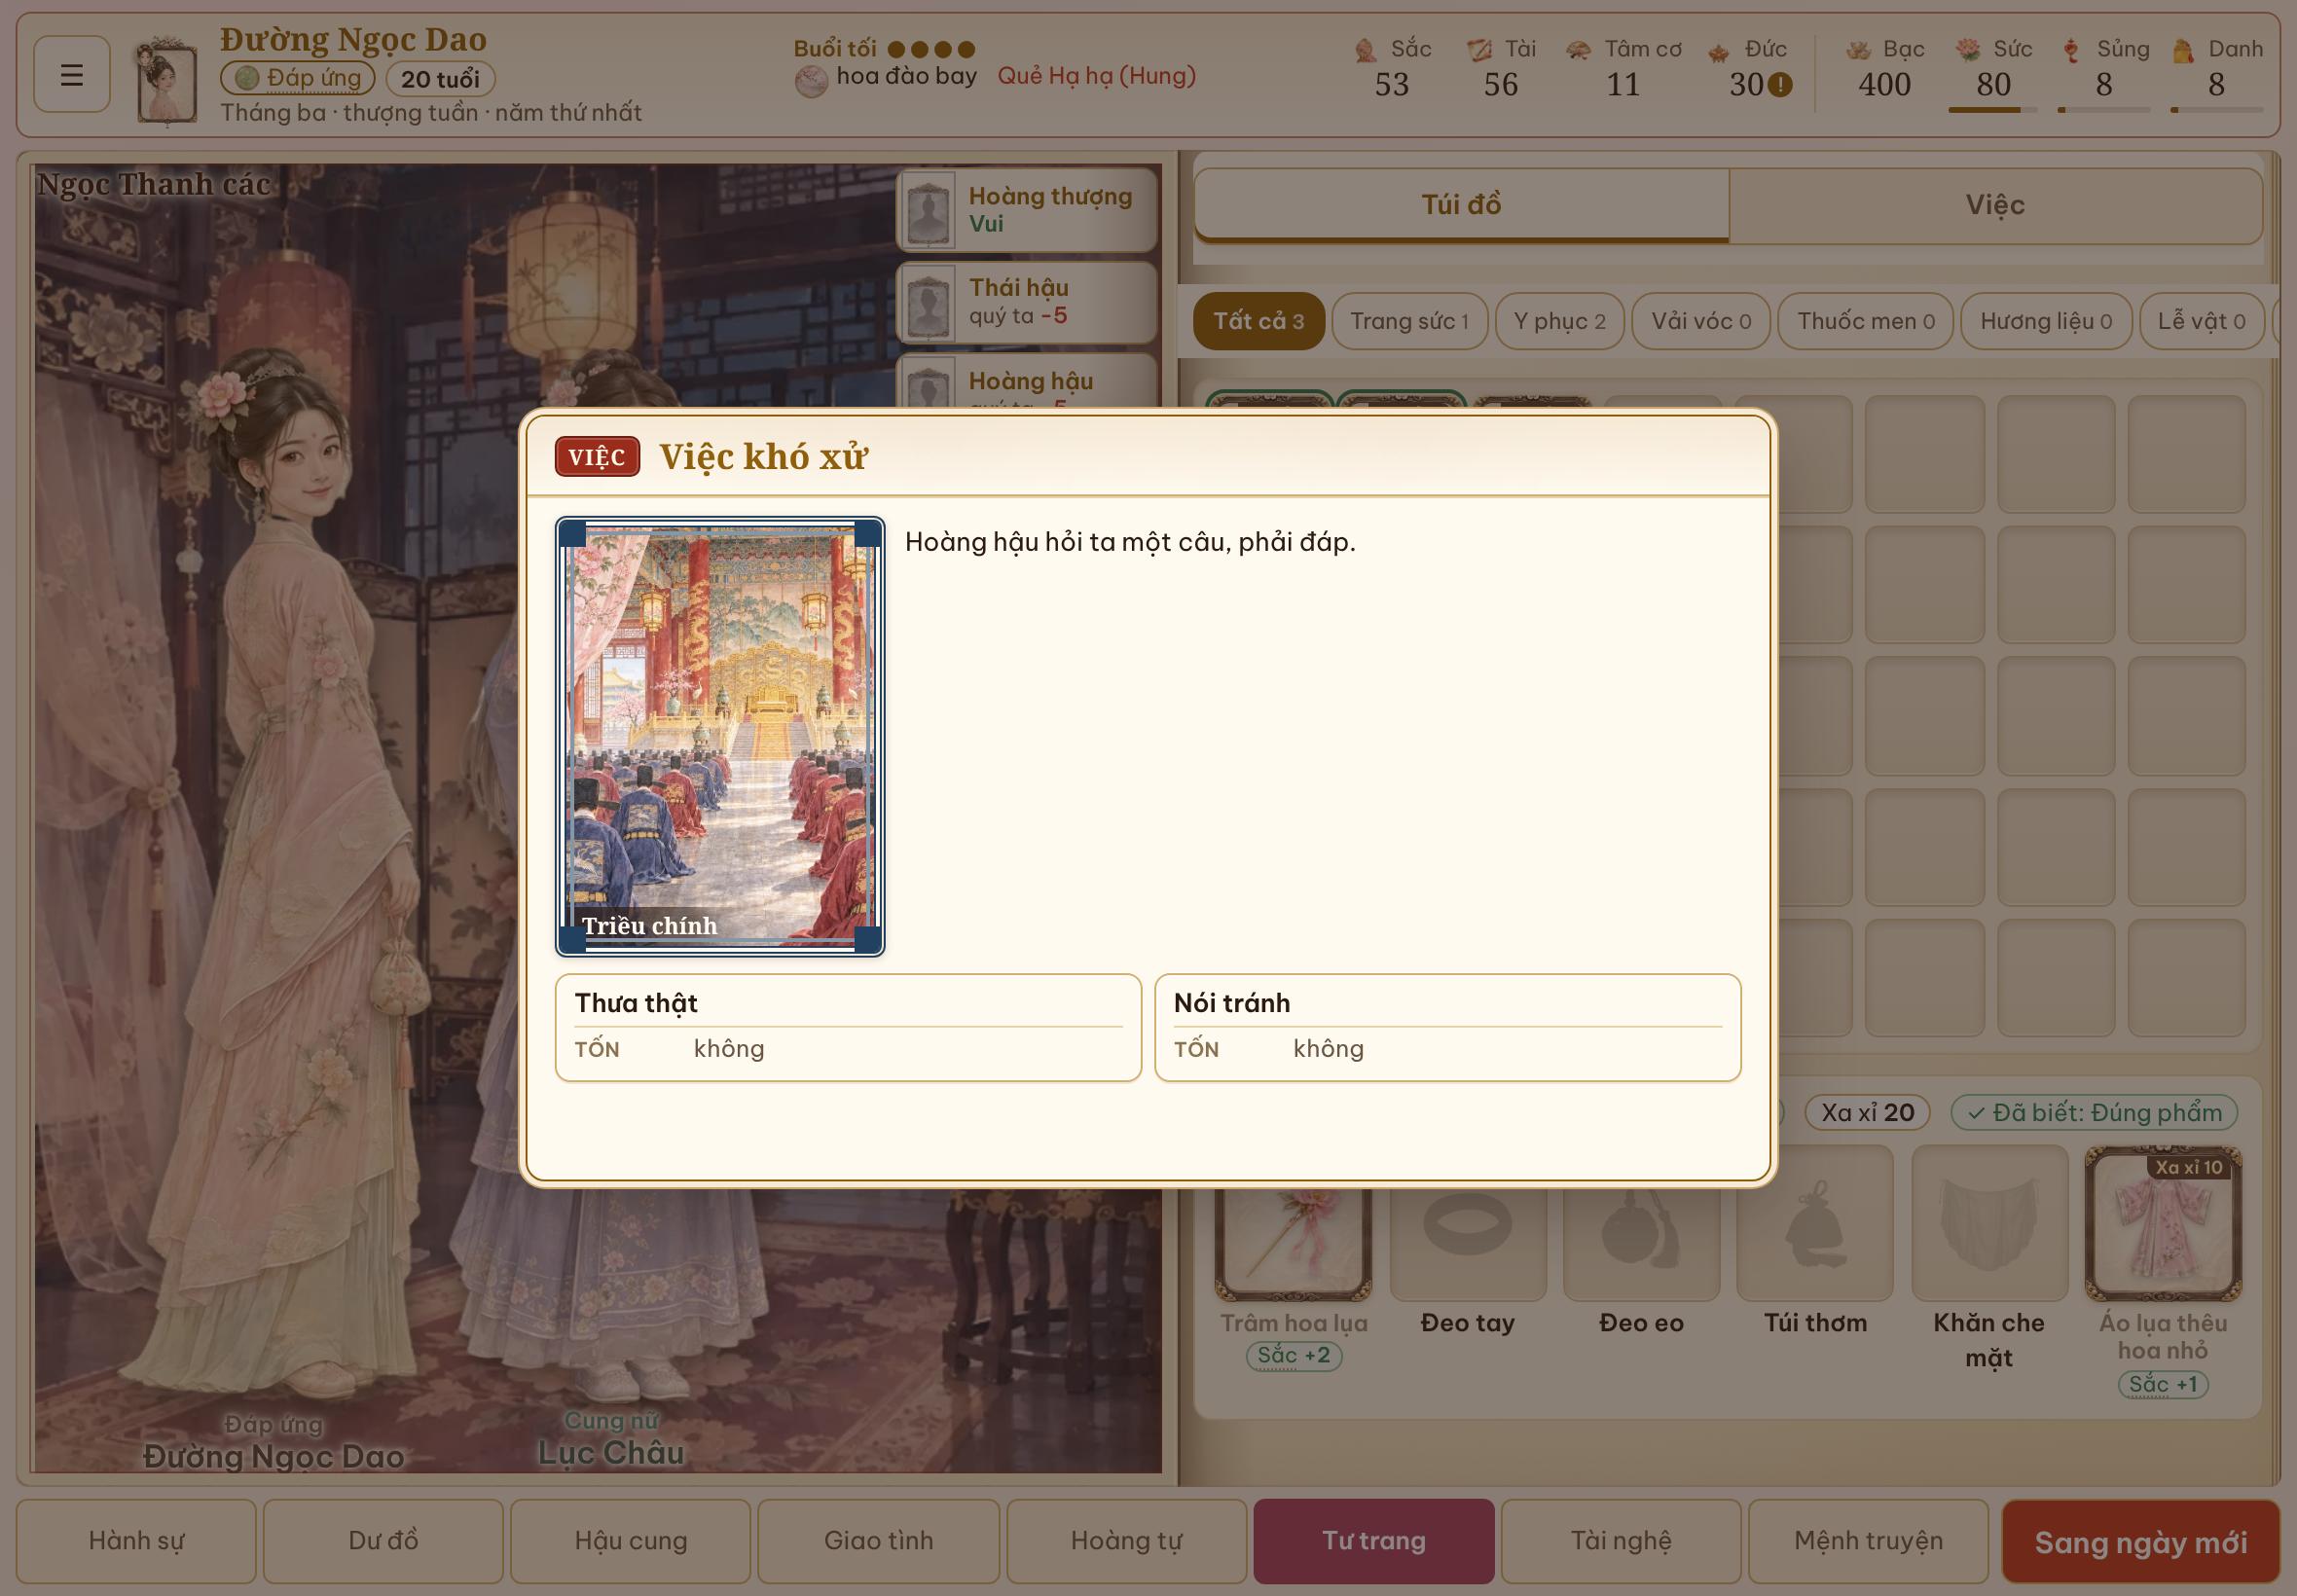 Đường Ngọc Dao
Đáp ứng
20 tuổi
Tháng ba · thượng tuần · năm thứ nhất
Buổi tối
hoa đào bay
Quẻ Hạ hạ (Hung)
Sắc
53
Tài
56
Tâm cơ
11
Đức
30
!
Bạc
400
Sức
80
Sủng
8
Danh
8
Ngọc Thanh các
Hoàng thượng
Vui
Thái hậu
quý ta -5
Hoàng hậu
quý ta -5
Túi đồ
Việc
Tất cả 3
Trang sức 1
Y phục 2
Vải vóc 0
Thuốc men 0
Hương liệu 0
Lễ vật 0
VIỆC
Việc khó xử
Hoàng hậu hỏi ta một câu, phải đáp.
Triều chính
Thưa thật
TỐN không
Nói tránh
TỐN không
Xa xỉ 20
✓ Đã biết: Đúng phẩm
Xa xỉ 10
Trâm hoa lụa
Sắc +2
Đeo tay
Đeo eo
Túi thơm
Khăn che
mặt
Áo lụa thêu
hoa nhỏ
Sắc +1
Đáp ứng
Đường Ngọc Dao
Cung nữ
Lục Châu
Hành sự
Dư đồ
Hậu cung
Giao tình
Hoàng tự
Tư trang
Tài nghệ
Mệnh truyện
Sang ngày mới